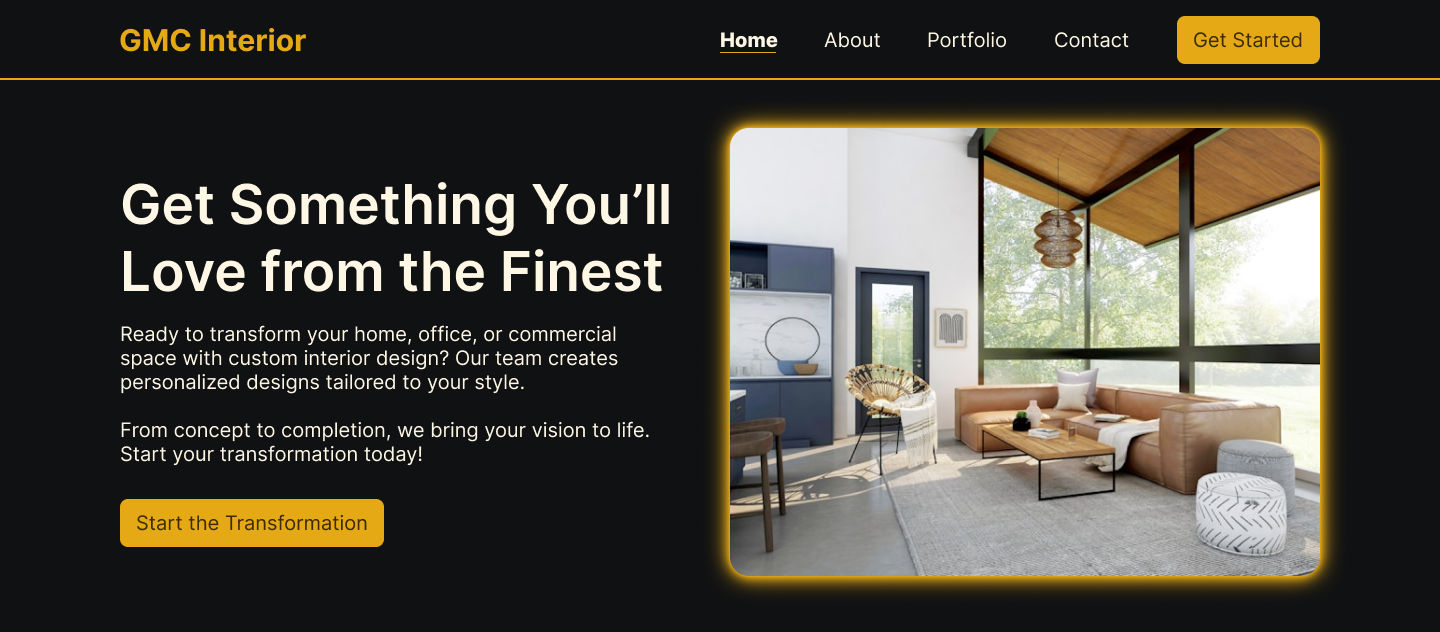 GMC Interior
Home
About
Portfolio
Contact
Get Started
Get Something You’ll
Love from the Finest
Ready to transform your home, office, or commercial
space with custom interior design? Our team creates
personalized designs tailored to your style.
From concept to completion, we bring your vision to life.
Start your transformation today!
Start the Transformation